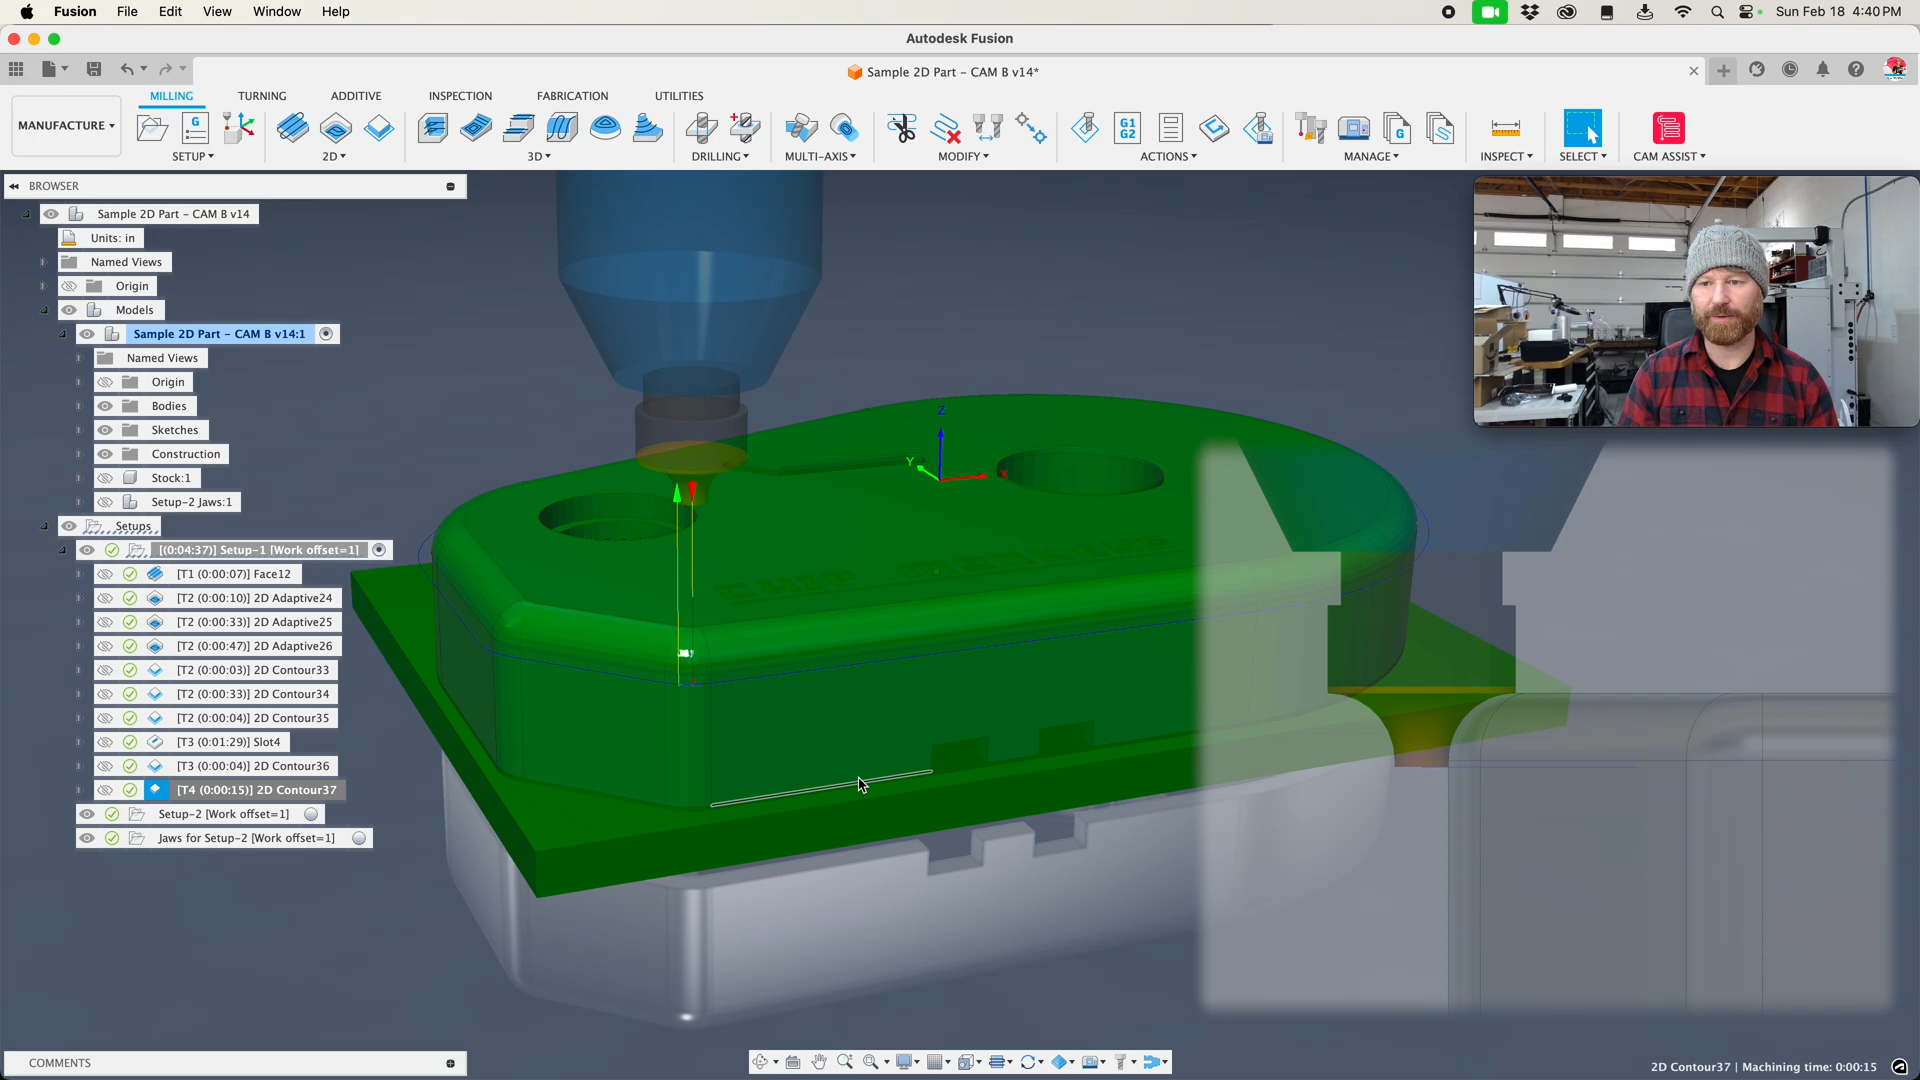 Fusion File Edit View Window Help Sun Feb 18 4:40 PM
Autodesk Fusion
Sample 2D Part – CAM B v14*
MILLING TURNING ADDITIVE INSPECTION FABRICATION UTILITIES
MANUFACTURE
G G1 G2 G
SETUP 2D 3D DRILLING MULTI-AXIS MODIFY ACTIONS MANAGE INSPECT SELECT CAM ASSIST
BROWSER
Sample 2D Part – CAM B v14
Units: in
Named Views
Origin
Models
Sample 2D Part – CAM B v14:1
Named Views
Origin
Bodies
Sketches
Construction
Stock:1
Setup-2 Jaws:1
Setups
[(0:04:37)] Setup-1 [Work offset=1]
[T1 (0:00:07)] Face12
[T2 (0:00:10)] 2D Adaptive24
[T2 (0:00:33)] 2D Adaptive25
[T2 (0:00:47)] 2D Adaptive26
[T2 (0:00:03)] 2D Contour33
[T2 (0:00:33)] 2D Contour34
[T2 (0:00:04)] 2D Contour35
[T3 (0:01:29)] Slot4
[T3 (0:00:04)] 2D Contour36
[T4 (0:00:15)] 2D Contour37
Setup-2 [Work offset=1]
Jaws for Setup-2 [Work offset=1]
Z
Y
X
COMMENTS
2D Contour37 | Machining time: 0:00:15